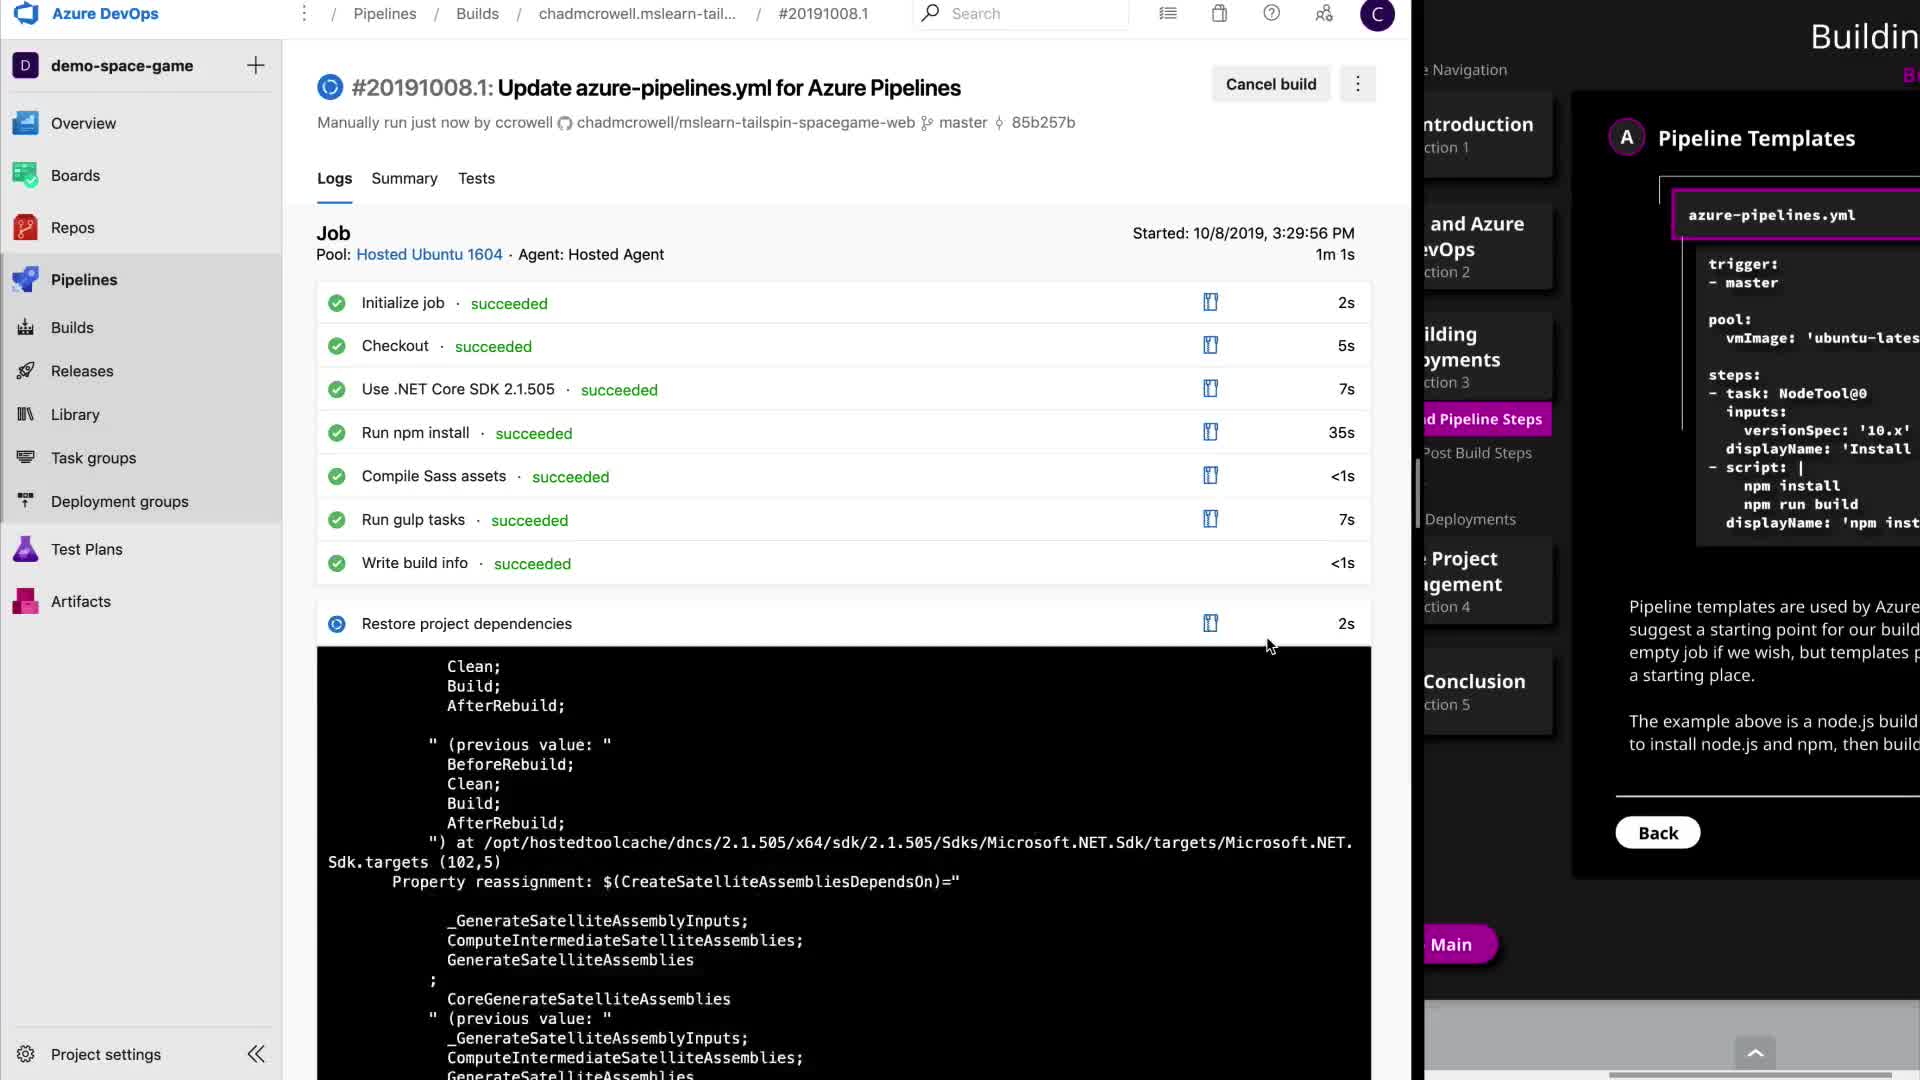 Azure DevOps
/ Pipelines / Builds / chadmcrowell.mslearn-tail... / #20191008.1
Search
C
D demo-space-game
Overview
Boards
Repos
Pipelines
Builds
Releases
Library
Task groups
Deployment groups
Test Plans
Artifacts
Project settings
#20191008.1: Update azure-pipelines.yml for Azure Pipelines
Cancel build
Manually run just now by ccrowell chadmcrowell/mslearn-tailspin-spacegame-web master 85b257b
Logs Summary Tests
Job
Started: 10/8/2019, 3:29:56 PM
Pool: Hosted Ubuntu 1604 · Agent: Hosted Agent
1m 1s
Initialize job · succeeded 2s
Checkout · succeeded 5s
Use .NET Core SDK 2.1.505 · succeeded 7s
Run npm install · succeeded 35s
Compile Sass assets · succeeded <1s
Run gulp tasks · succeeded 7s
Write build info · succeeded <1s
Restore project dependencies 2s
Clean;
Build;
AfterRebuild;
" (previous value: "
BeforeRebuild;
Clean;
Build;
AfterRebuild;
") at /opt/hostedtoolcache/dncs/2.1.505/x64/sdk/2.1.505/Sdks/Microsoft.NET.Sdk/targets/Microsoft.NET.
Sdk.targets (102,5)
Property reassignment: $(CreateSatelliteAssembliesDependsOn)="
_GenerateSatelliteAssemblyInputs;
ComputeIntermediateSatelliteAssemblies;
GenerateSatelliteAssemblies
;
CoreGenerateSatelliteAssemblies
" (previous value: "
_GenerateSatelliteAssemblyInputs;
ComputeIntermediateSatelliteAssemblies;
GenerateSatelliteAssemblies
Buildin
e Navigation
ntroduction
ction 1
and Azure
evOps
ction 2
ilding
oyments
ction 3
d Pipeline Steps
Post Build Steps
Deployments
e Project
agement
ction 4
Conclusion
ction 5
Main
A Pipeline Templates
azure-pipelines.yml
trigger:
- master
pool:
vmImage: 'ubuntu-lates
steps:
- task: NodeTool@0
inputs:
versionSpec: '10.x'
displayName: 'Install
- script: |
npm install
npm run build
displayName: 'npm inst
Pipeline templates are used by Azure
suggest a starting point for our build
empty job if we wish, but templates p
a starting place.
The example above is a node.js build
to install node.js and npm, then build
Back